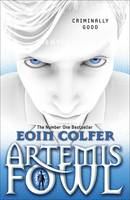 CRIMINALLY
GOOD
The Number One Bestseller
EOIN COLFER
ARTEMIS
FOWL